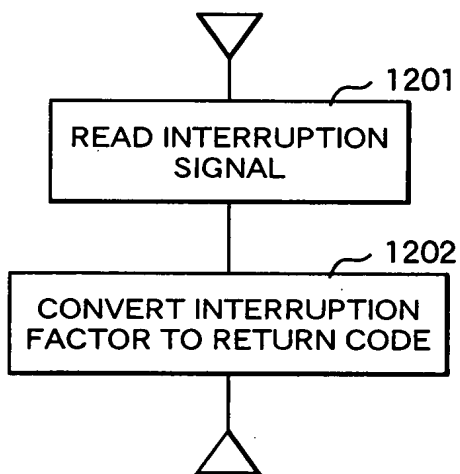 1201
READ INTERRUPTION
SIGNAL
1202
CONVERT INTERRUPTION
FACTOR TO RETURN CODE